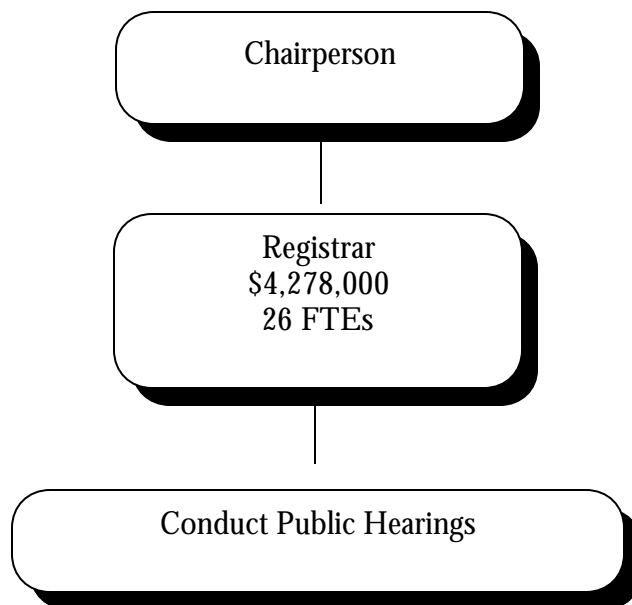 Chairperson
Registrar
$4,278,000
26 FTEs
Conduct Public Hearings